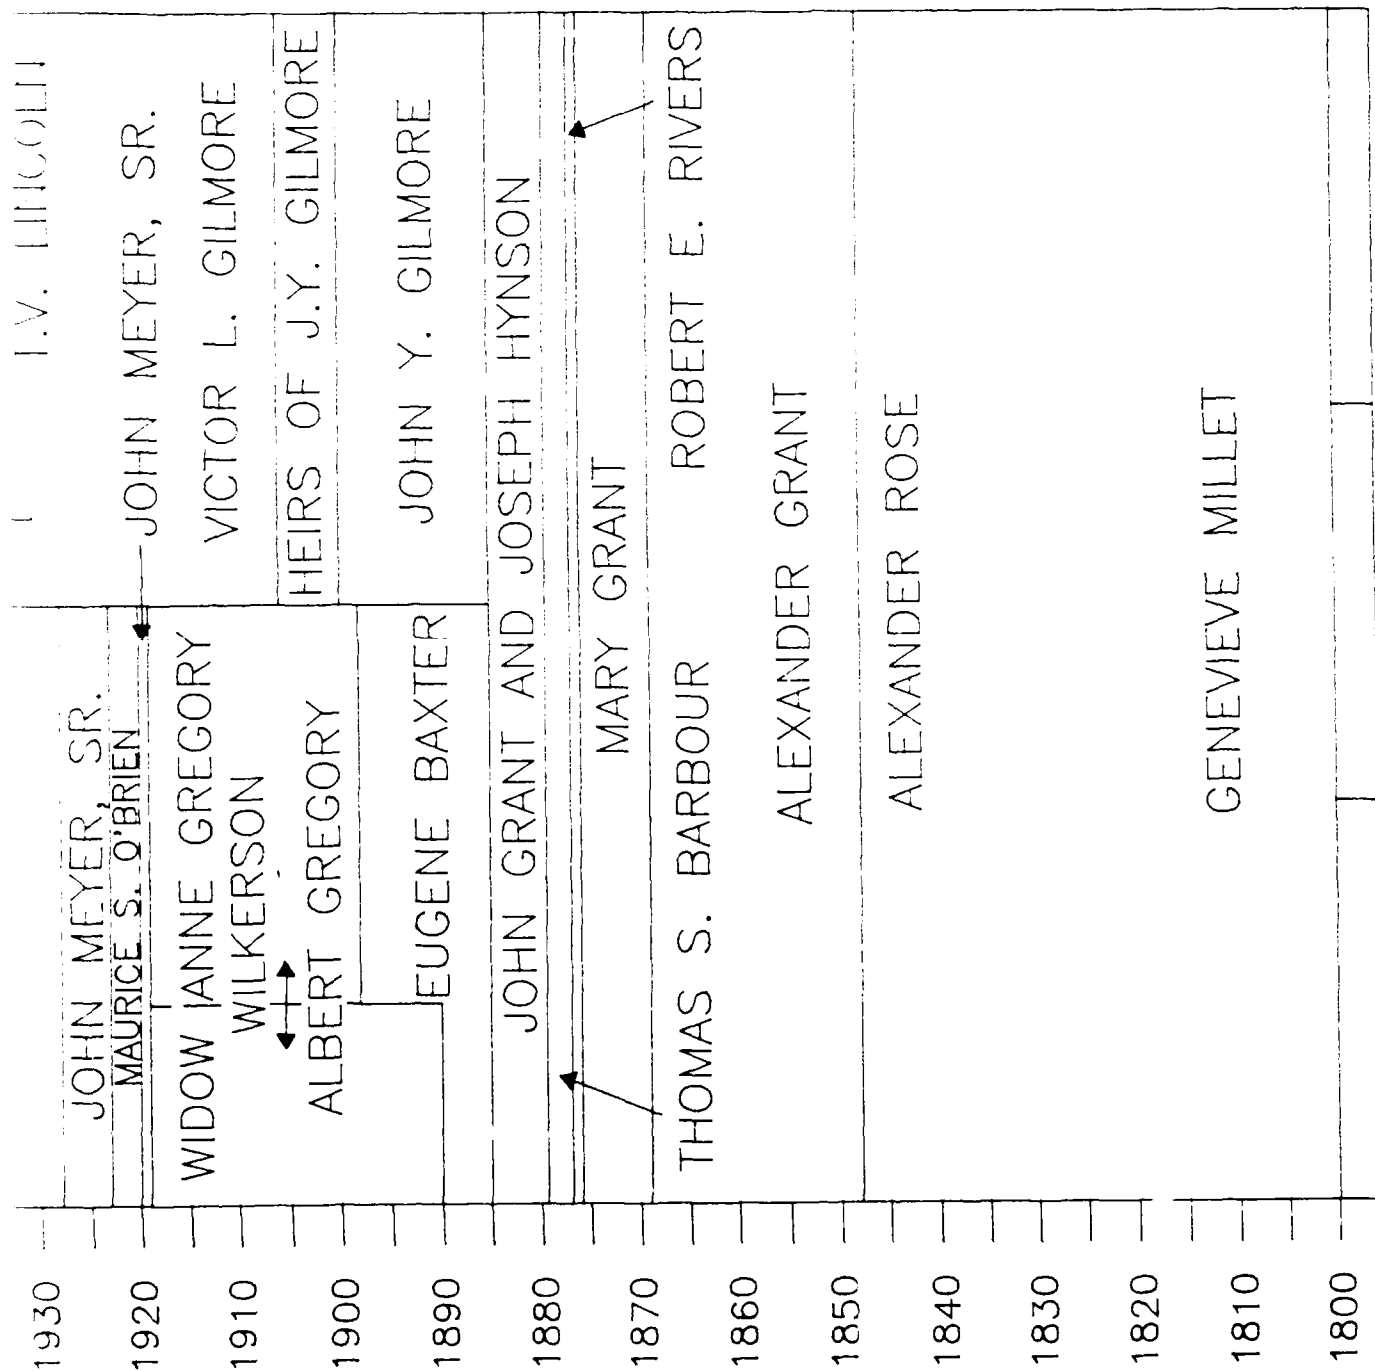 I.V. LINCOLN
JOHN MEYER, SR.
JOHN MEYER, SR.
MAURICE S. O'BRIEN
VICTOR L. GILMORE
WIDOW ANNE GREGORY
WILKERSON
HEIRS OF J.Y. GILMORE
ALBERT GREGORY
JOHN Y. GILMORE
EUGENE BAXTER
JOHN GRANT AND JOSEPH HYNSON
MARY GRANT
THOMAS S. BARBOUR
ROBERT E. RIVERS
ALEXANDER GRANT
ALEXANDER ROSE
GENEVIEVE MILLET
1930
1920
1910
1900
1890
1880
1870
1860
1850
1840
1830
1820
1810
1800